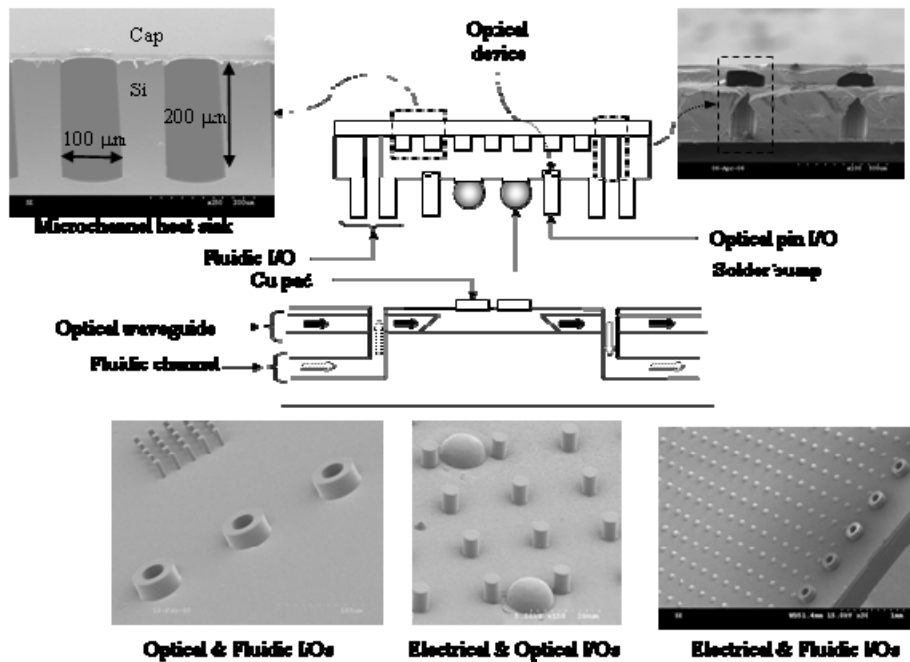 Cap
Si
200 µm
100 µm
Microchannel heat sink
Optical
device
Fluidic I/O
Cu pad
Optical pin I/O
Solder bump
Optical waveguide
Fluidic channel
Optical & Fluidic I/Os
Electrical & Optical I/Os
Electrical & Fluidic I/Os